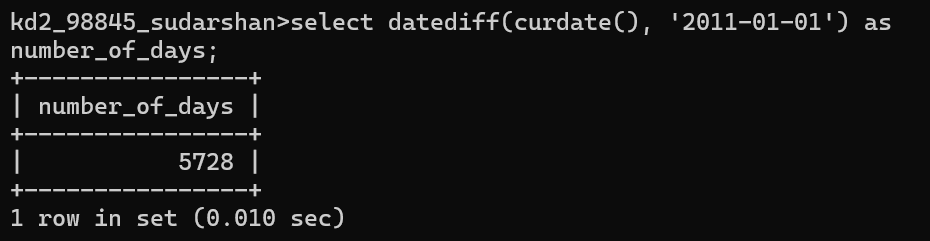 kd2_98845_sudarshan>select datediff(curdate(), '2011-01-01') as
number_of_days;
+----------------+
| number_of_days |
+----------------+
|           5728 |
+----------------+
1 row in set (0.010 sec)